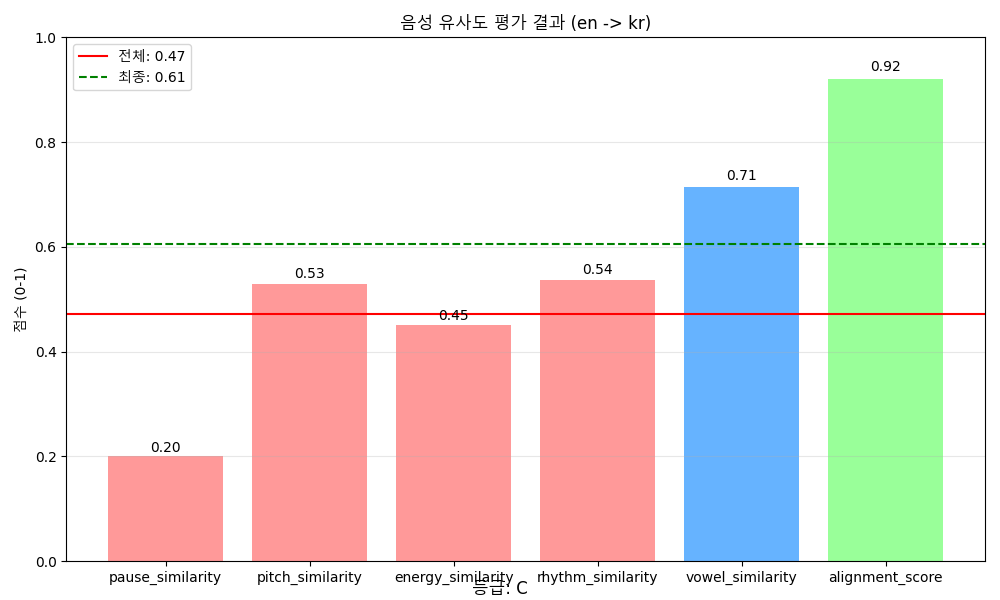 음성 유사도 평가 결과 (en -> kr)
전체: 0.47
최종: 0.61
점수 (0-1)
1.0
0.8
0.6
0.4
0.2
0.0
0.20
0.53
0.45
0.54
0.71
0.92
pause_similarity pitch_similarity energy_similarity rhythm_similarity vowel_similarity alignment_score
등급: C